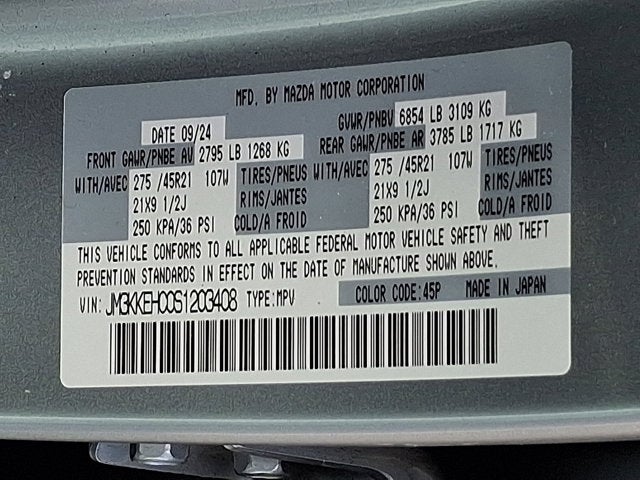 MFD. BY MAZDA MOTOR CORPORATION
DATE 09/24 GVWR/PNBV 6854 LB 3109 KG
FRONT GAWR/PNBE AV 2795 LB 1268 KG REAR GAWR/PNBE AR 3785 LB 1717 KG
WITH/AVEC 275 /45R21 107W TIRES/PNEUS WITH/AVEC 275 /45R21 107W TIRES/PNEUS
21X9 1/2J RIMS/JANTES 21X9 1/2J RIMS/JANTES
250 KPA/36 PSI COLD/A FROID 250 KPA/36 PSI COLD/A FROID
THIS VEHICLE CONFORMS TO ALL APPLICABLE FEDERAL MOTOR VEHICLE SAFETY AND THEFT
PREVENTION STANDARDS IN EFFECT ON THE DATE OF MANUFACTURE SHOWN ABOVE.
VIN: JM3KKEHC0S1203408 TYPE:MPV COLOR CODE:45P MADE IN JAPAN